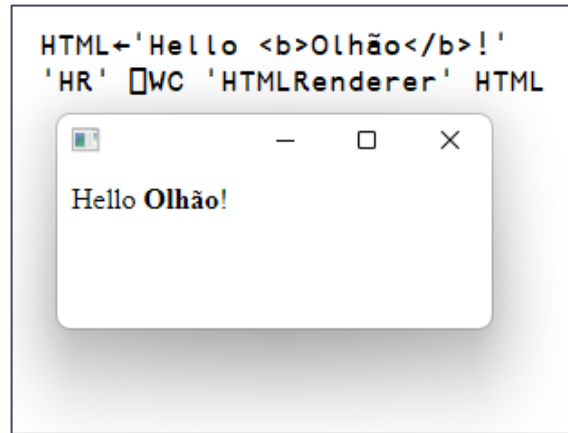 HTML←'Hello <b>Olhão</b>!'
'HR' ⎕WC 'HTMLRenderer' HTML
Hello Olhão!